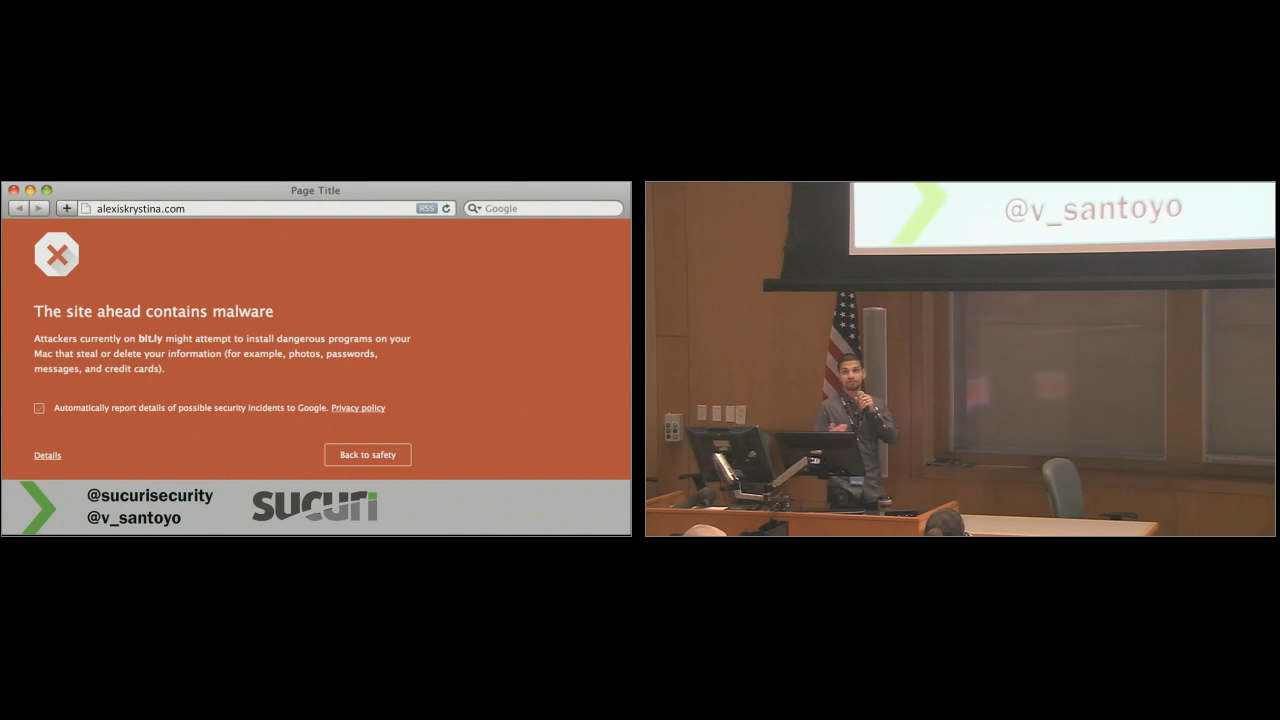 Page Title
alexiskrystina.com
RSS
Google
The site ahead contains malware
Attackers currently on bit.ly might attempt to install dangerous programs on your
Mac that steal or delete your information (for example, photos, passwords,
messages, and credit cards).
Automatically report details of possible security incidents to Google. Privacy policy
Details
Back to safety
@sucurisecurity
@v_santoyo
sucuri
@v_santoyo